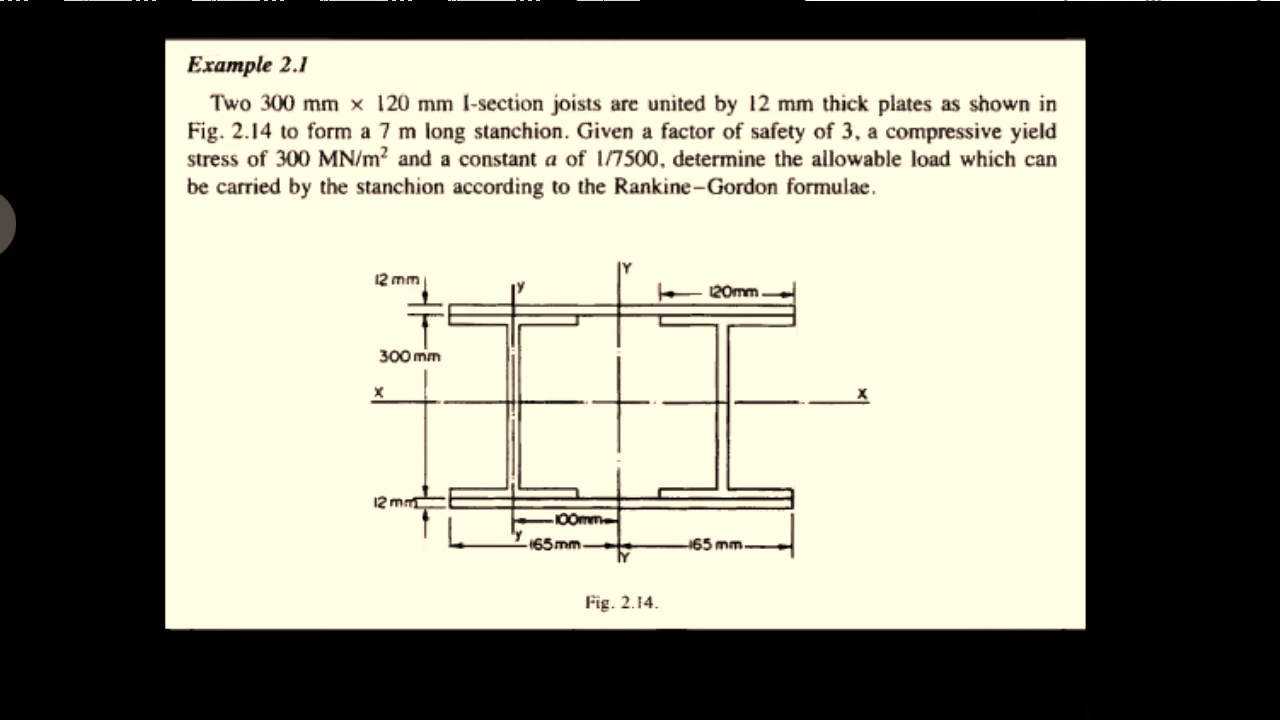 Example 2.1
Two 300 mm × 120 mm I-section joists are united by 12 mm thick plates as shown in
Fig. 2.14 to form a 7 m long stanchion. Given a factor of safety of 3, a compressive yield
stress of 300 MN/m² and a constant a of 1/7500, determine the allowable load which can
be carried by the stanchion according to the Rankine–Gordon formulae.
Y
12 mm
y
120mm
300 mm
X
X
12 mm
100mm
y
165mm
165 mm
Y
Fig. 2.14.